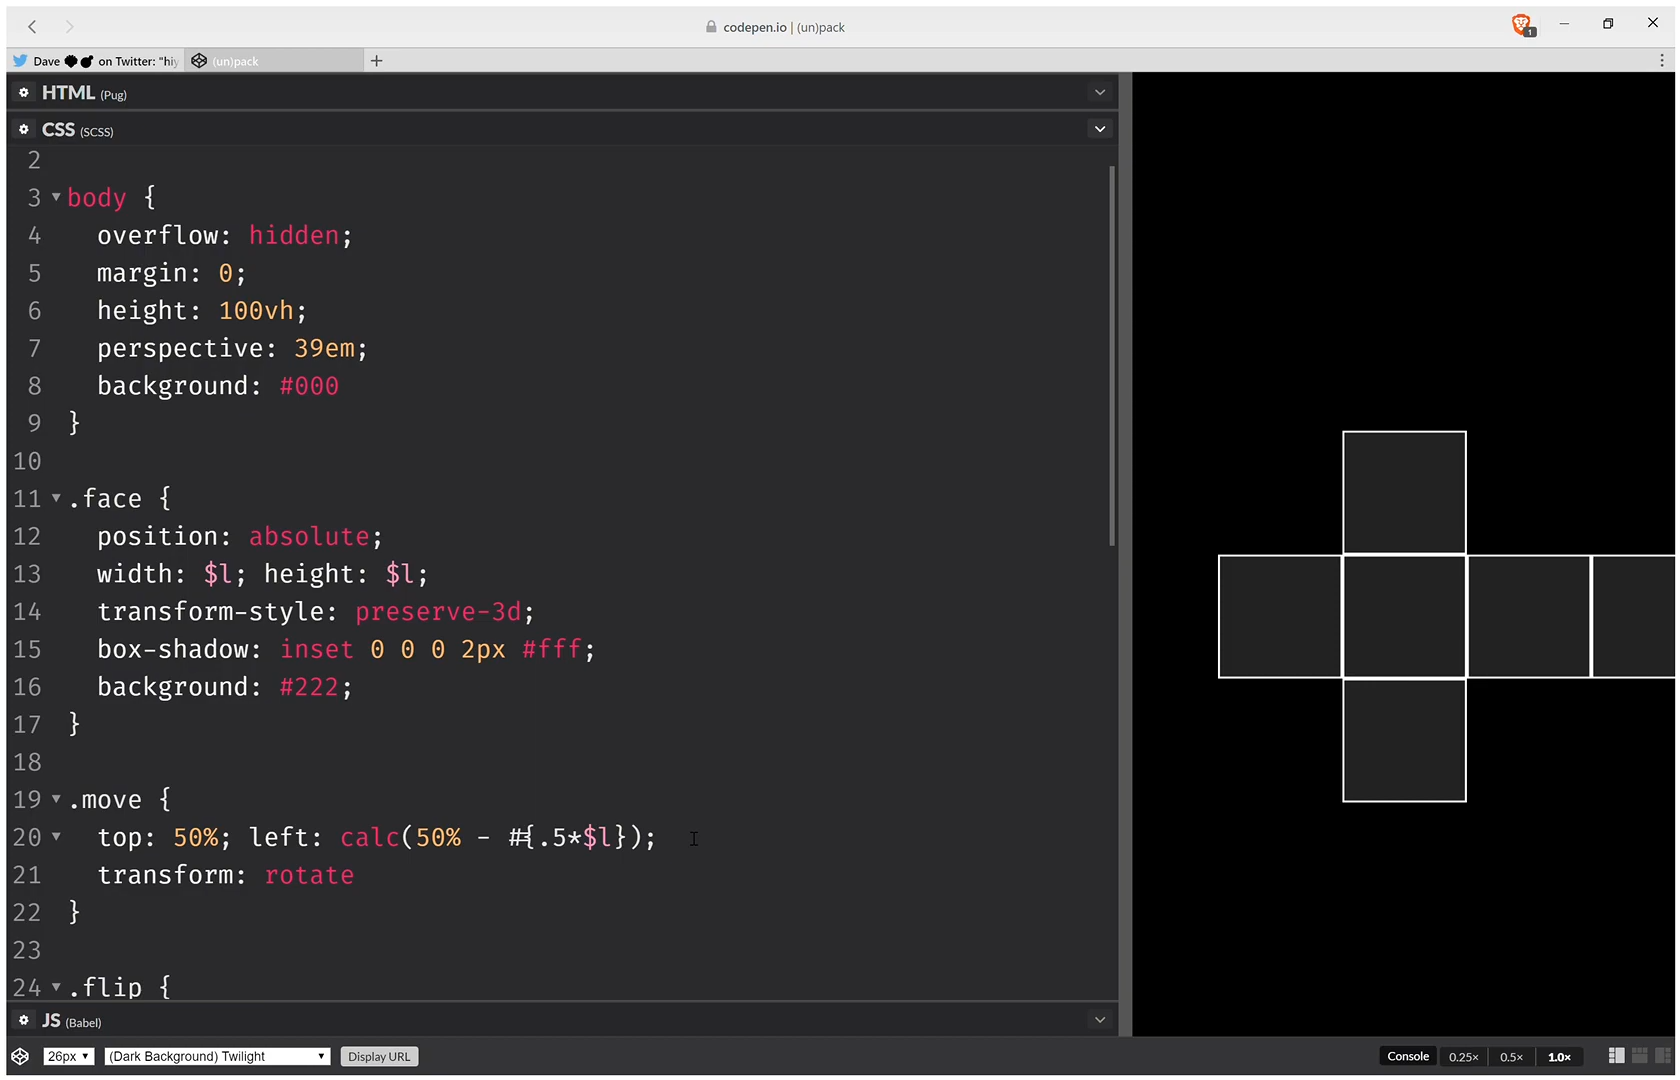 codepen.io | (un)pack
1
Dave on Twitter: "hiy
(un)pack
HTML (Pug)
CSS (SCSS)
2
3 body {
4 overflow: hidden;
5 margin: 0;
6 height: 100vh;
7 perspective: 39em;
8 background: #000
9 }
10
11 .face {
12 position: absolute;
13 width: $l; height: $l;
14 transform-style: preserve-3d;
15 box-shadow: inset 0 0 0 2px #fff;
16 background: #222;
17 }
18
19 .move {
20 top: 50%; left: calc(50% - #{.5*$l});
21 transform: rotate
22 }
23
24 .flip {
JS (Babel)
26px (Dark Background) Twilight Display URL Console 0.25× 0.5× 1.0×